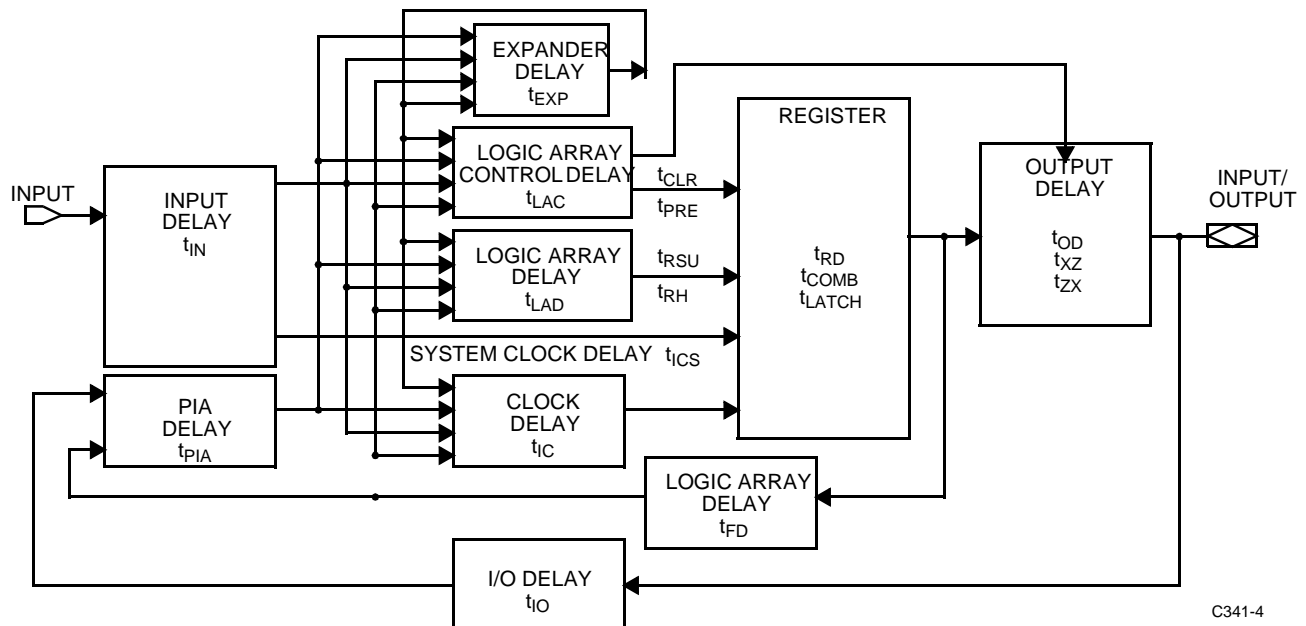 EXPANDER
DELAY
tEXP
REGISTER
LOGIC ARRAY
CONTROL DELAY
tLAC
tCLR
tPRE
OUTPUT
DELAY
tOD
tXZ
tZX
INPUT/
OUTPUT
INPUT
INPUT
DELAY
tIN
LOGIC ARRAY
DELAY
tLAD
tRSU
tRH
tRD
tCOMB
tLATCH
SYSTEM CLOCK DELAY tICS
PIA
DELAY
tPIA
CLOCK
DELAY
tIC
LOGIC ARRAY
DELAY
tFD
I/O DELAY
tIO
C341-4